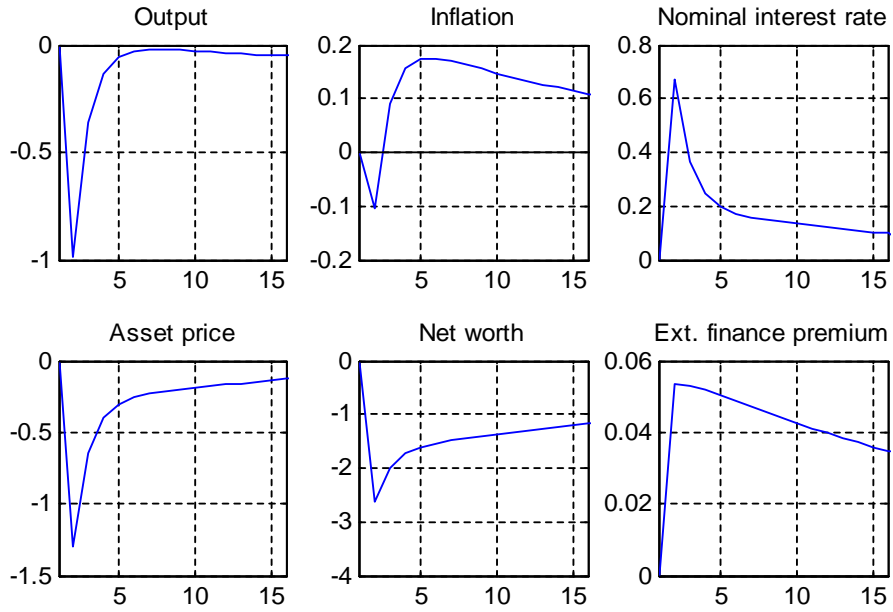 Output
0
-0.5
-1
5 10 15
Inflation
0.2
0.1
0
-0.1
-0.2
5 10 15
Nominal interest rate
0.8
0.6
0.4
0.2
0
5 10 15
Asset price
0
-0.5
-1
-1.5
5 10 15
Net worth
0
-1
-2
-3
-4
5 10 15
Ext. finance premium
0.06
0.04
0.02
0
5 10 15